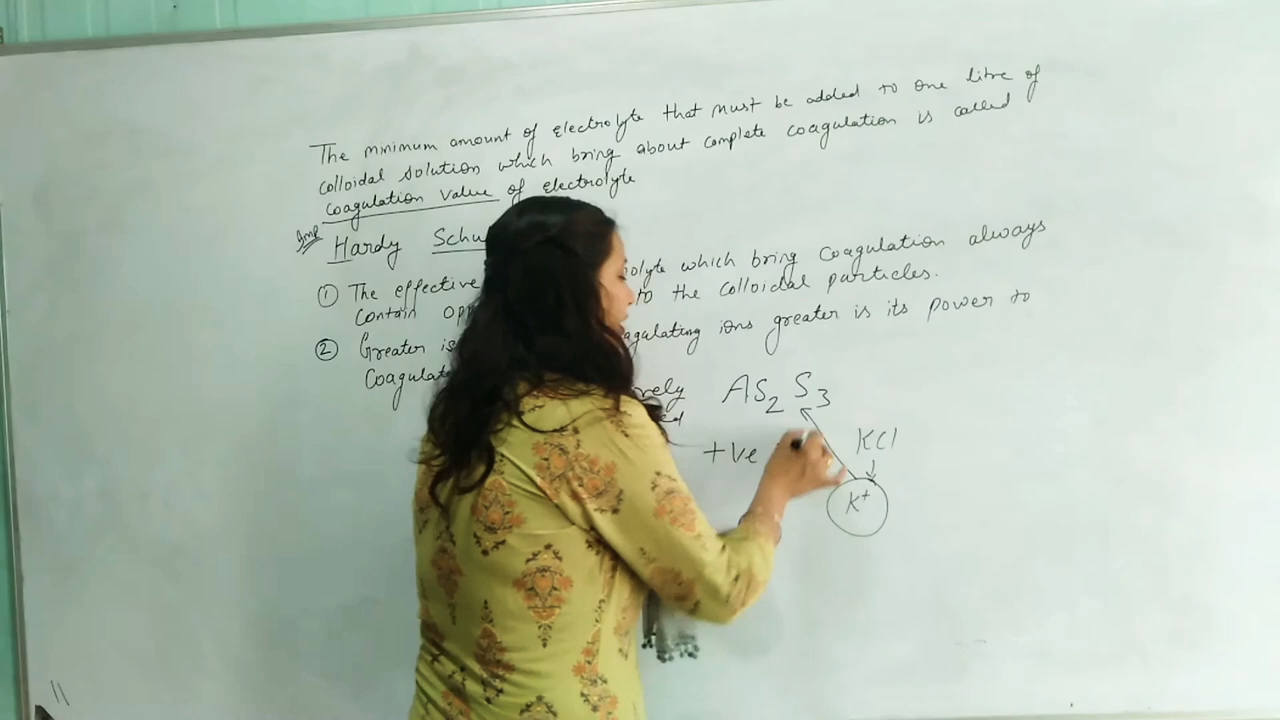 The minimum amount of electrolyte that must be added to one litre of
colloidal solution which bring about complete coagulation is called
coagulation value of electrolyte
Imp
Hardy Schu
① The effective olyte which bring coagulation always
contain opp to the colloidal particles.
② Greater is agulating ions greater is its power to
Coagulat
AS2S3
+ve
KCl
K+
11